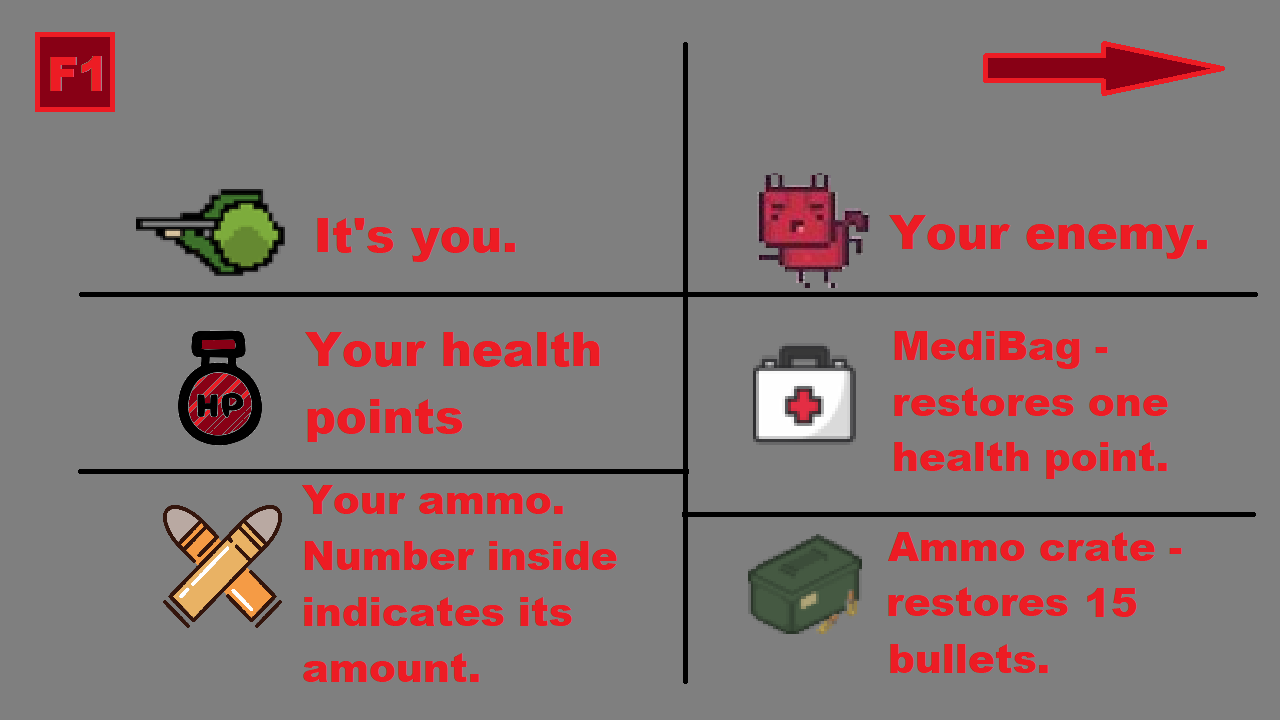 F1
It's you.
Your enemy.
HP
Your health
points
MediBag -
restores one
health point.
Your ammo.
Number inside
indicates its
amount.
Ammo crate -
restores 15
bullets.